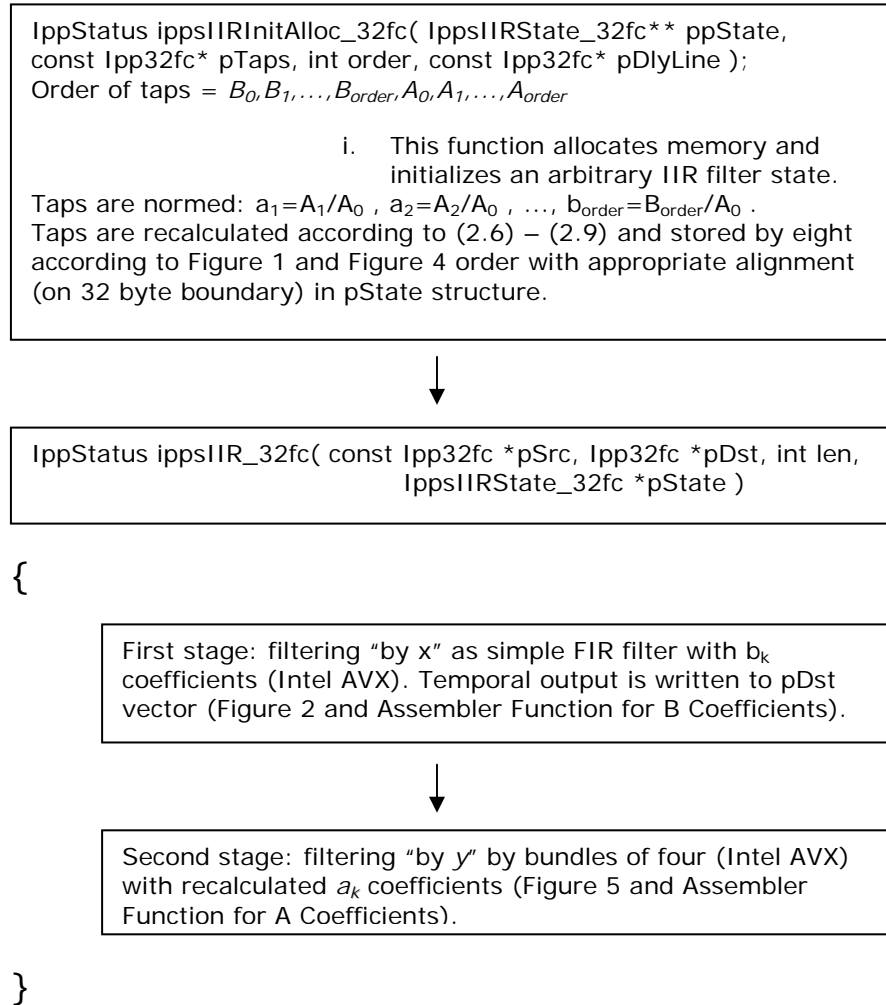 IppStatus ippsIIRInitAlloc_32fc( IppsIIRState_32fc** ppState,
const Ipp32fc* pTaps, int order, const Ipp32fc* pDlyLine );
Order of taps = B0,B1,...,Border,A0,A1,...,Aorder
i. This function allocates memory and
initializes an arbitrary IIR filter state.
Taps are normed: a1=A1/A0 , a2=A2/A0 , ..., border=Border/A0 .
Taps are recalculated according to (2.6) – (2.9) and stored by eight
according to Figure 1 and Figure 4 order with appropriate alignment
(on 32 byte boundary) in pState structure.
IppStatus ippsIIR_32fc( const Ipp32fc *pSrc, Ipp32fc *pDst, int len,
IppsIIRState_32fc *pState )
{
First stage: filtering “by x” as simple FIR filter with bk
coefficients (Intel AVX). Temporal output is written to pDst
vector (Figure 2 and Assembler Function for B Coefficients).
Second stage: filtering “by y” by bundles of four (Intel AVX)
with recalculated ak coefficients (Figure 5 and Assembler
Function for A Coefficients).
}